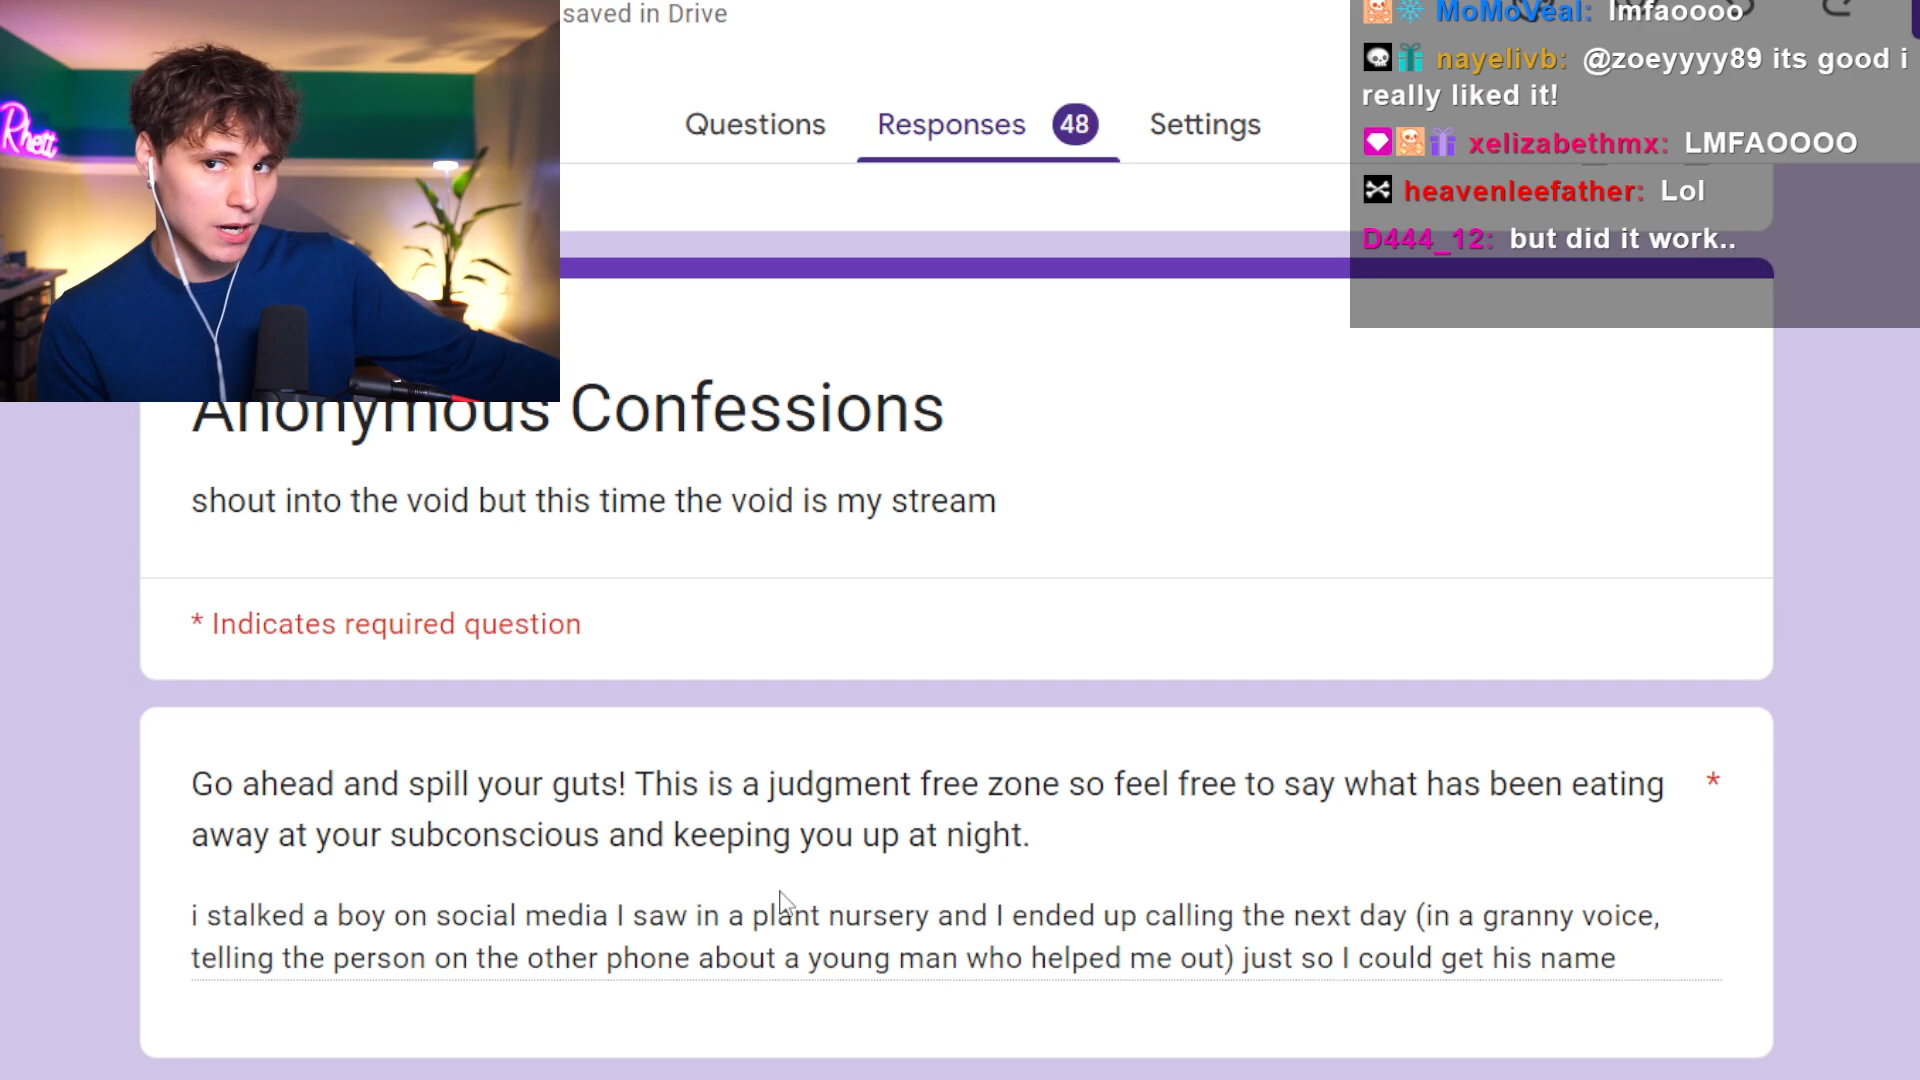 saved in Drive
Rhett
Questions
Responses 48
Settings
MoMoVeal: lmfaoooo
nayelivb: @zoeyyyy89 its good i
really liked it!
xelizabethmx: LMFAOOOO
heavenleefather: Lol
D444_12: but did it work..
Anonymous Confessions
shout into the void but this time the void is my stream
* Indicates required question
Go ahead and spill your guts! This is a judgment free zone so feel free to say what has been eating *
away at your subconscious and keeping you up at night.
i stalked a boy on social media I saw in a plant nursery and I ended up calling the next day (in a granny voice,
telling the person on the other phone about a young man who helped me out) just so I could get his name